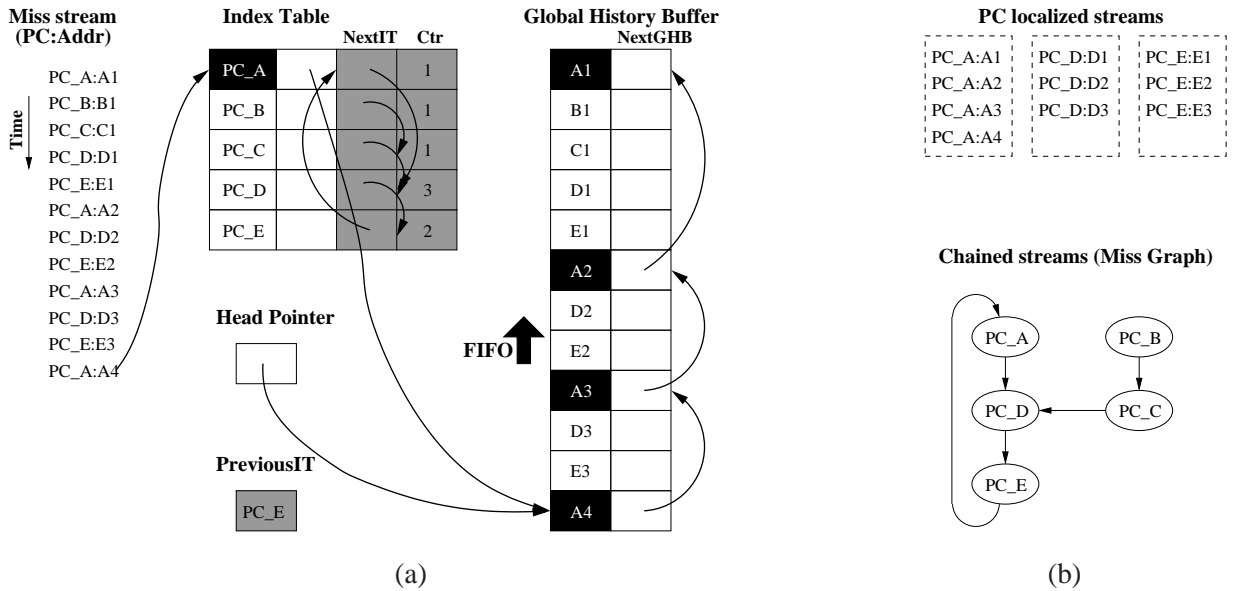 Miss stream
(PC:Addr)
Time
PC_A:A1
PC_B:B1
PC_C:C1
PC_D:D1
PC_E:E1
PC_A:A2
PC_D:D2
PC_E:E2
PC_A:A3
PC_D:D3
PC_E:E3
PC_A:A4
Index Table
NextIT Ctr
PC_A 1
PC_B 1
PC_C 1
PC_D 3
PC_E 2
Head Pointer
PreviousIT
PC_E
Global History Buffer
NextGHB
A1
B1
C1
D1
E1
A2
D2
E2
A3
D3
E3
A4
FIFO
(a)
PC localized streams
PC_A:A1
PC_A:A2
PC_A:A3
PC_A:A4
PC_D:D1
PC_D:D2
PC_D:D3
PC_E:E1
PC_E:E2
PC_E:E3
Chained streams (Miss Graph)
PC_A
PC_B
PC_D
PC_C
PC_E
(b)